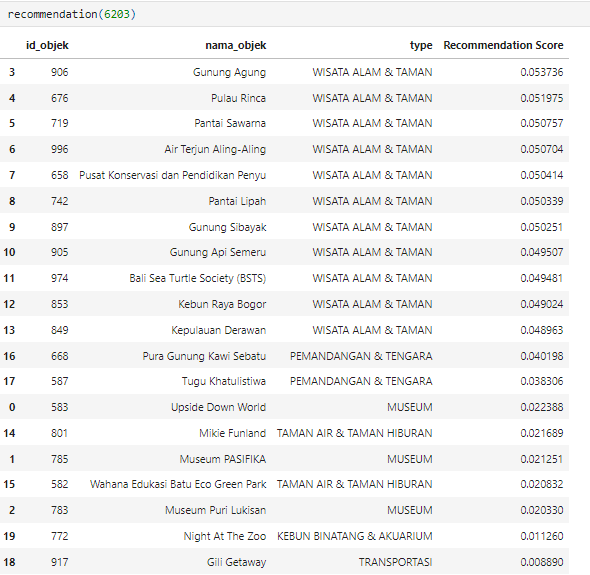 recommendation(6203)
id_objek nama_objek type Recommendation Score
3 906 Gunung Agung WISATA ALAM & TAMAN 0.053736
4 676 Pulau Rinca WISATA ALAM & TAMAN 0.051975
5 719 Pantai Sawarna WISATA ALAM & TAMAN 0.050757
6 996 Air Terjun Aling-Aling WISATA ALAM & TAMAN 0.050704
7 658 Pusat Konservasi dan Pendidikan Penyu WISATA ALAM & TAMAN 0.050414
8 742 Pantai Lipah WISATA ALAM & TAMAN 0.050339
9 897 Gunung Sibayak WISATA ALAM & TAMAN 0.050251
10 905 Gunung Api Semeru WISATA ALAM & TAMAN 0.049507
11 974 Bali Sea Turtle Society (BSTS) WISATA ALAM & TAMAN 0.049481
12 853 Kebun Raya Bogor WISATA ALAM & TAMAN 0.049024
13 849 Kepulauan Derawan WISATA ALAM & TAMAN 0.048963
16 668 Pura Gunung Kawi Sebatu PEMANDANGAN & TENGARA 0.040198
17 587 Tugu Khatulistiwa PEMANDANGAN & TENGARA 0.038306
0 583 Upside Down World MUSEUM 0.022388
14 801 Mikie Funland TAMAN AIR & TAMAN HIBURAN 0.021689
1 785 Museum PASIFIKA MUSEUM 0.021251
15 582 Wahana Edukasi Batu Eco Green Park TAMAN AIR & TAMAN HIBURAN 0.020832
2 783 Museum Puri Lukisan MUSEUM 0.020330
19 772 Night At The Zoo KEBUN BINATANG & AKUARIUM 0.011260
18 917 Gili Getaway TRANSPORTASI 0.008890